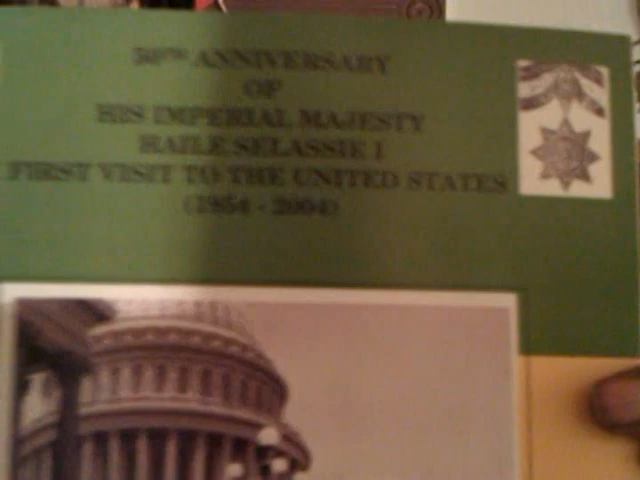 50TH ANNIVERSARY
OF
HIS IMPERIAL MAJESTY
HAILE SELASSIE I
FIRST VISIT TO THE UNITED STATES
(1954 - 2004)